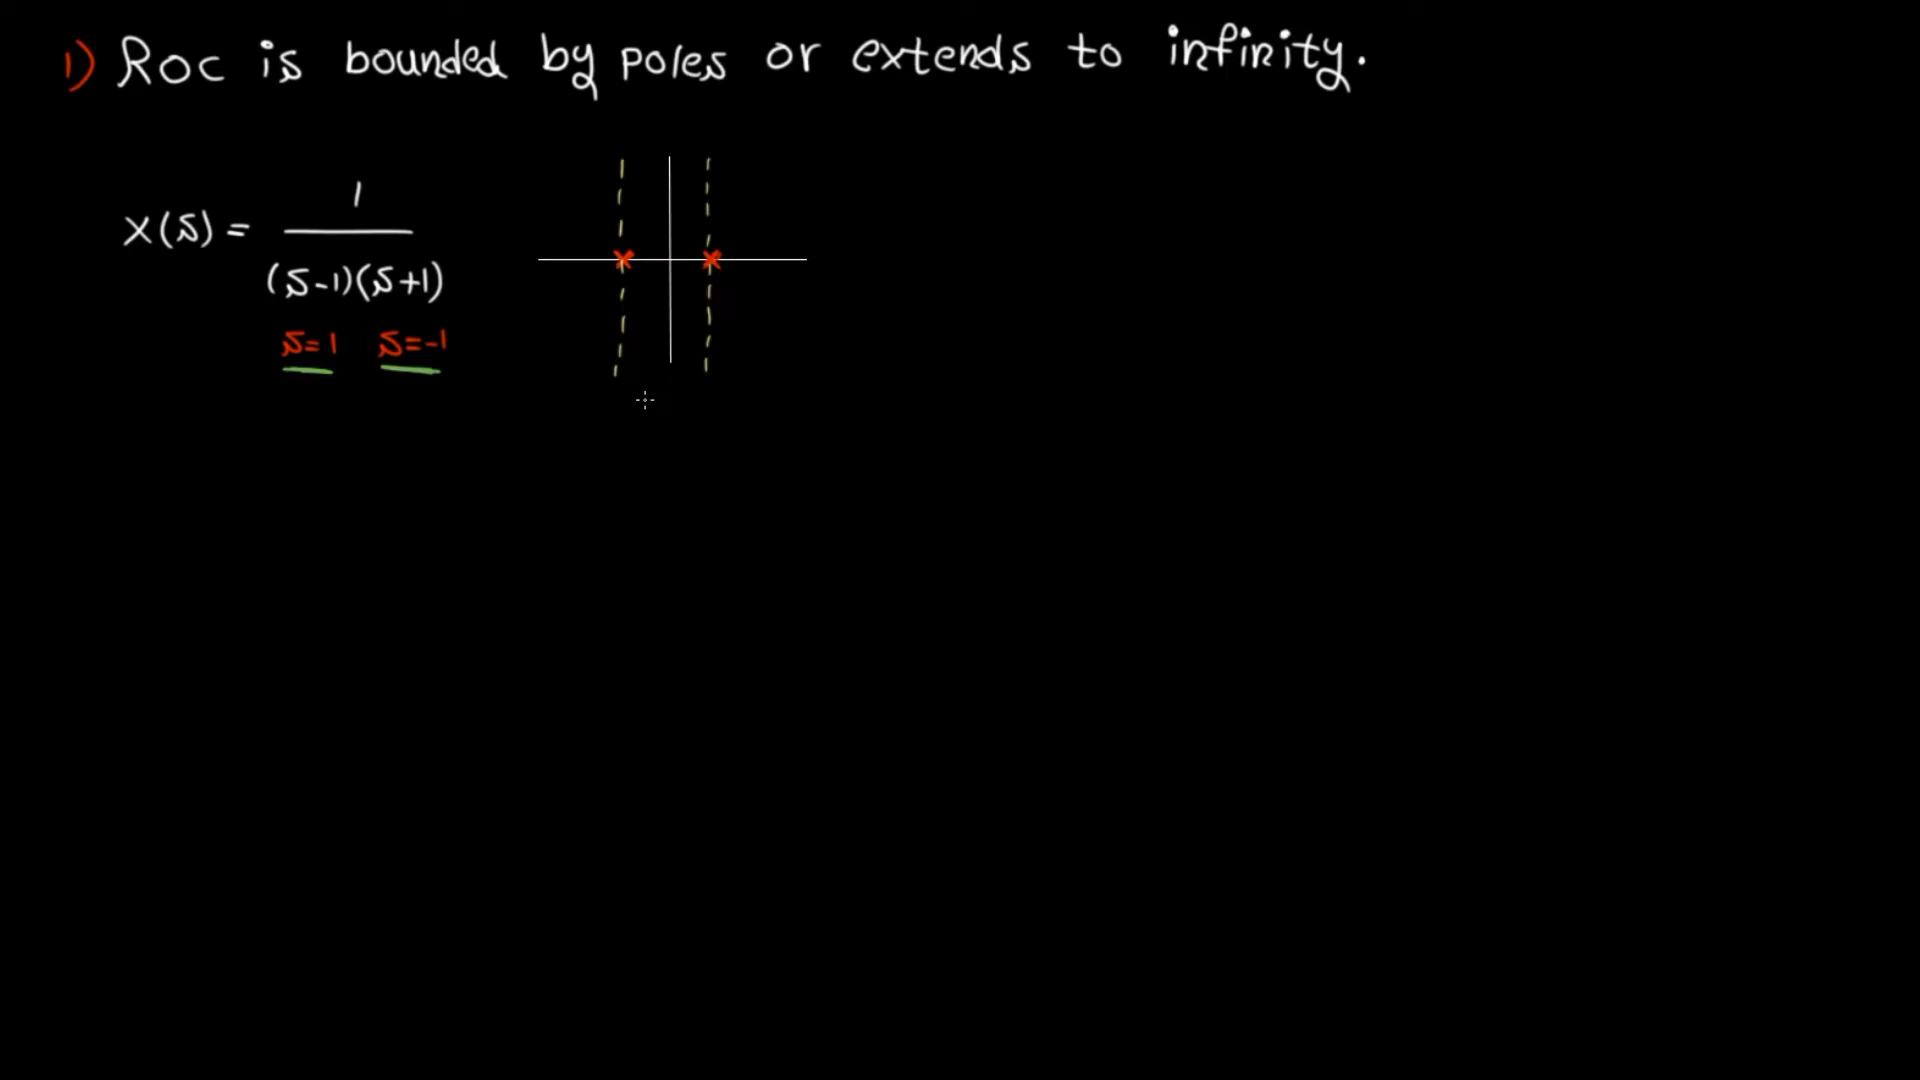 1) Roc is bounded by poles or extends to infinity.
X(s) = 1 / (s-1)(s+1)
s=1 s=-1